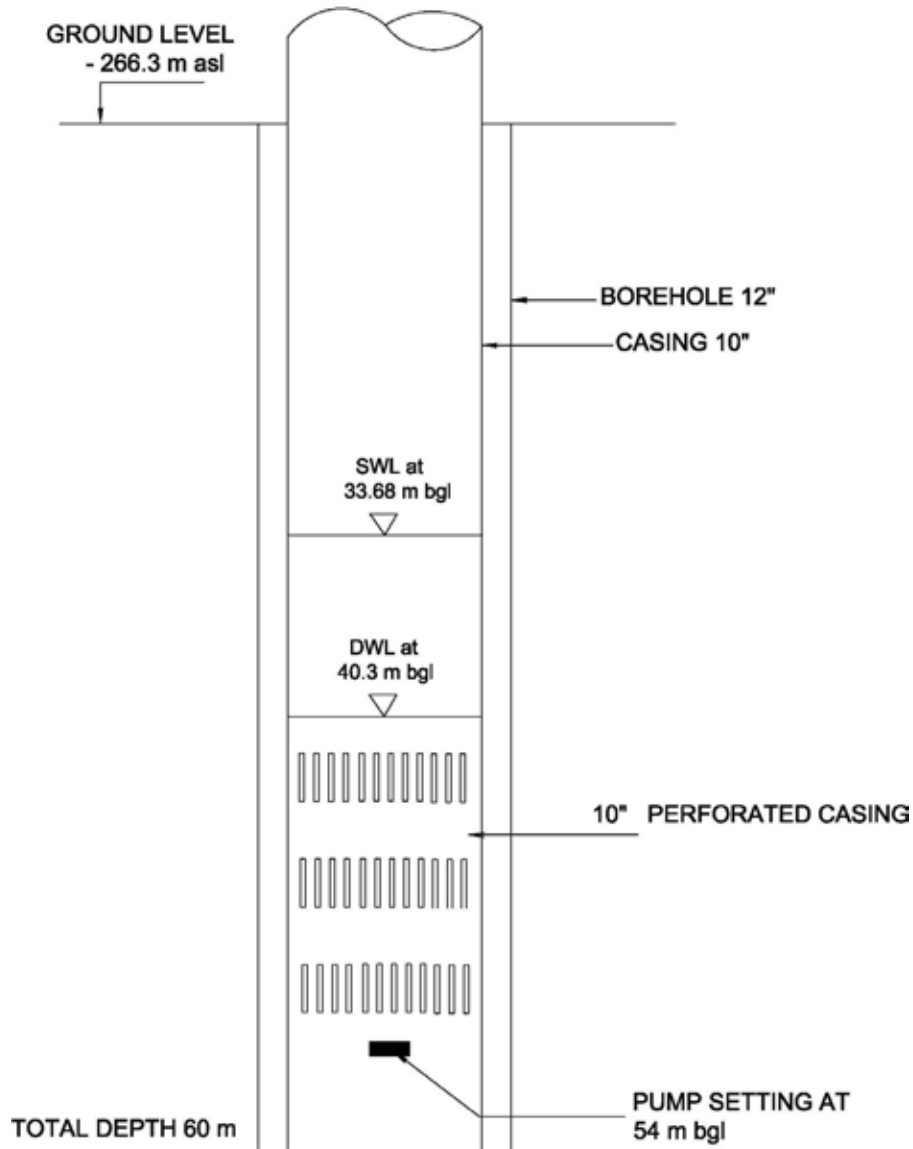 GROUND LEVEL
- 266.3 m asl
BOREHOLE 12"
CASING 10"
SWL at
33.68 m bgl
DWL at
40.3 m bgl
10" PERFORATED CASING
PUMP SETTING AT
54 m bgl
TOTAL DEPTH 60 m